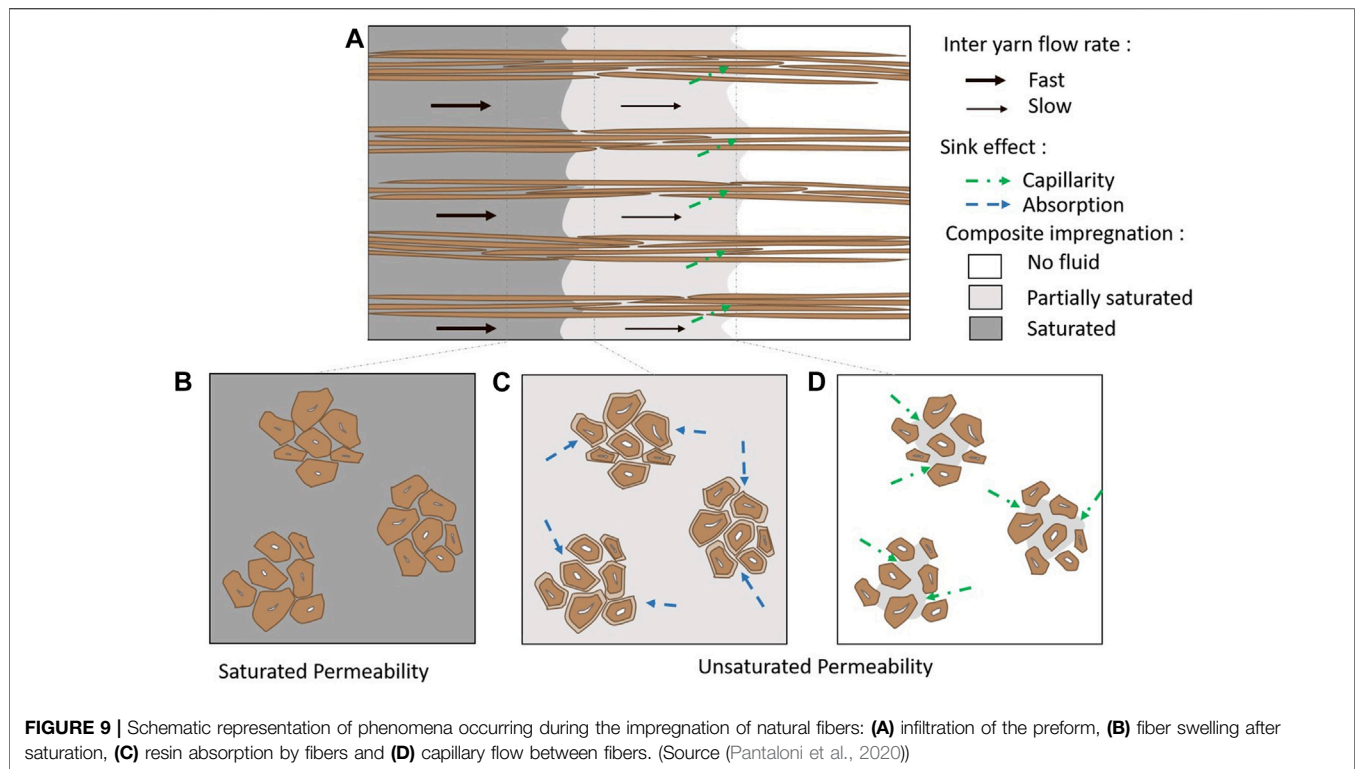 A
Inter yarn flow rate :
Fast
Slow
Sink effect :
Capillarity
Absorption
Composite impregnation :
No fluid
Partially saturated
Saturated
B
C
D
Saturated Permeability
Unsaturated Permeability
FIGURE 9 | Schematic representation of phenomena occurring during the impregnation of natural fibers: (A) infiltration of the preform, (B) fiber swelling after
saturation, (C) resin absorption by fibers and (D) capillary flow between fibers. (Source (Pantaloni et al., 2020))